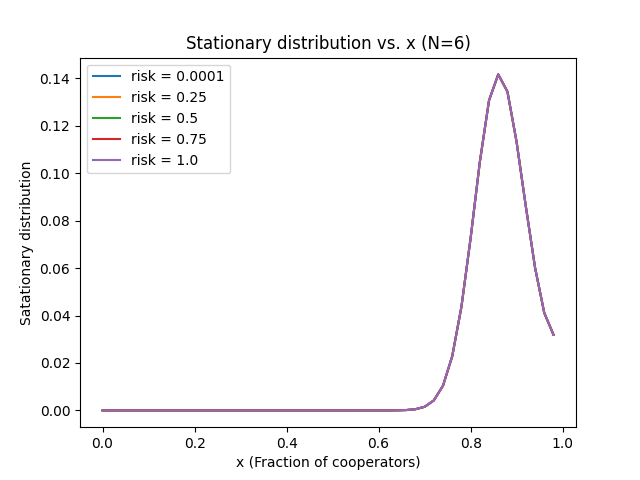 Stationary distribution vs. x (N=6)
risk = 0.0001
risk = 0.25
risk = 0.5
risk = 0.75
risk = 1.0
Satationary distribution
0.14
0.12
0.10
0.08
0.06
0.04
0.02
0.00
0.0 0.2 0.4 0.6 0.8 1.0
x (Fraction of cooperators)